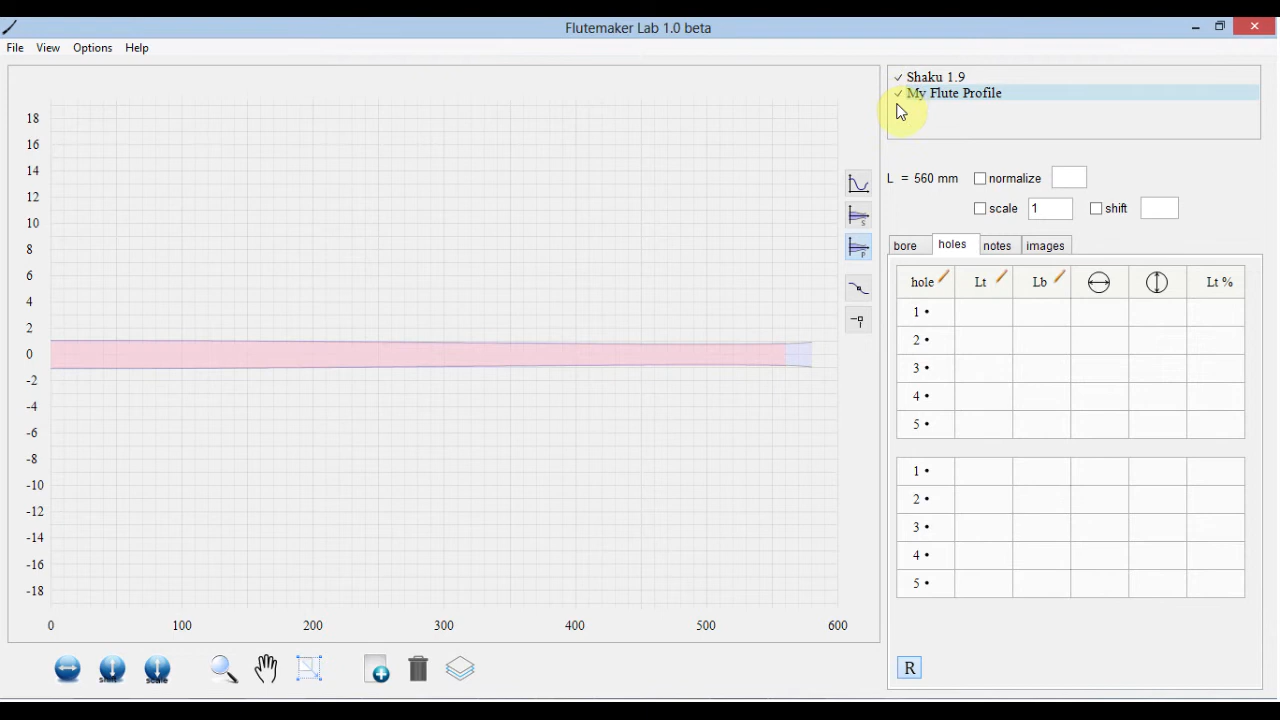 Flutemaker Lab 1.0 beta
File View Options Help
Shaku 1.9
My Flute Profile
L = 560 mm normalize
scale 1 shift
bore holes notes images
hole Lt Lb Lt %
1 •
2 •
3 •
4 •
5 •
1 •
2 •
3 •
4 •
5 •
R
18
16
14
12
10
8
6
4
2
0
-2
-4
-6
-8
-10
-12
-14
-16
-18
0 100 200 300 400 500 600
S
P
shift
scale